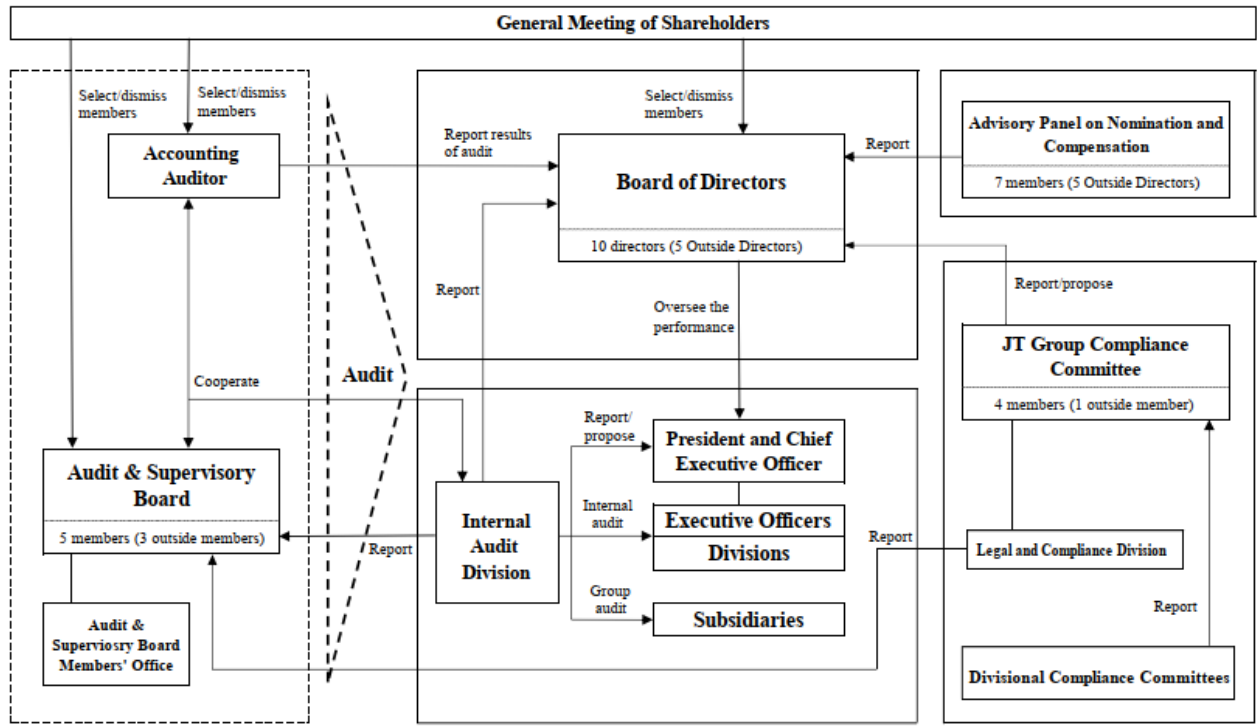 General Meeting of Shareholders
Select/dismiss
members
Select/dismiss
members
Select/dismiss
members
Accounting
Auditor
Report results
of audit
Board of Directors
10 directors (5 Outside Directors)
Report
Advisory Panel on Nomination and
Compensation
7 members (5 Outside Directors)
Report
Oversee the
performance
Report/propose
JT Group Compliance
Committee
4 members (1 outside member)
Cooperate
Audit
Audit & Supervisory
Board
5 members (3 outside members)
Report
Internal
Audit
Division
Report/
propose
President and Chief
Executive Officer
Internal
audit
Executive Officers
Divisions
Group
audit
Subsidiaries
Report
Legal and Compliance Division
Report
Divisional Compliance Committees
Audit &
Superviosry Board
Members' Office